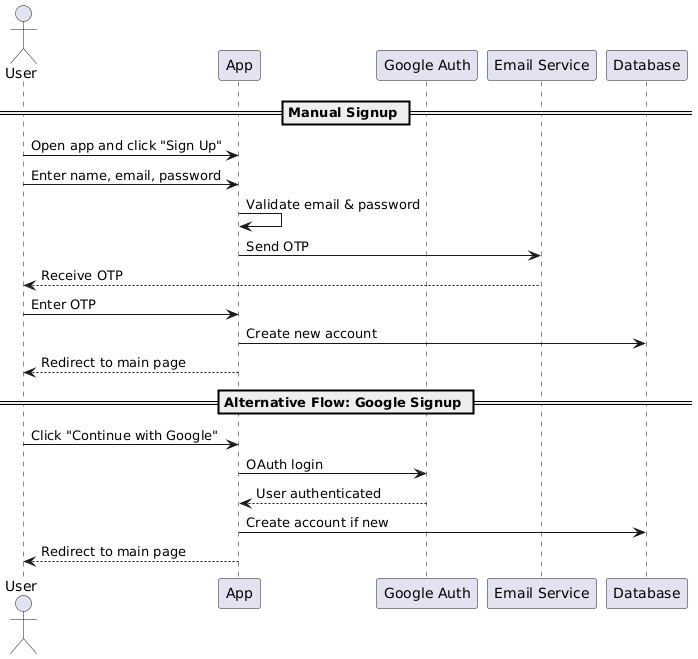 User
App
Google Auth
Email Service
Database
Manual Signup
Open app and click "Sign Up"
Enter name, email, password
Validate email & password
Send OTP
Receive OTP
Enter OTP
Create new account
Redirect to main page
Alternative Flow: Google Signup
Click "Continue with Google"
OAuth login
User authenticated
Create account if new
Redirect to main page
User
App
Google Auth
Email Service
Database